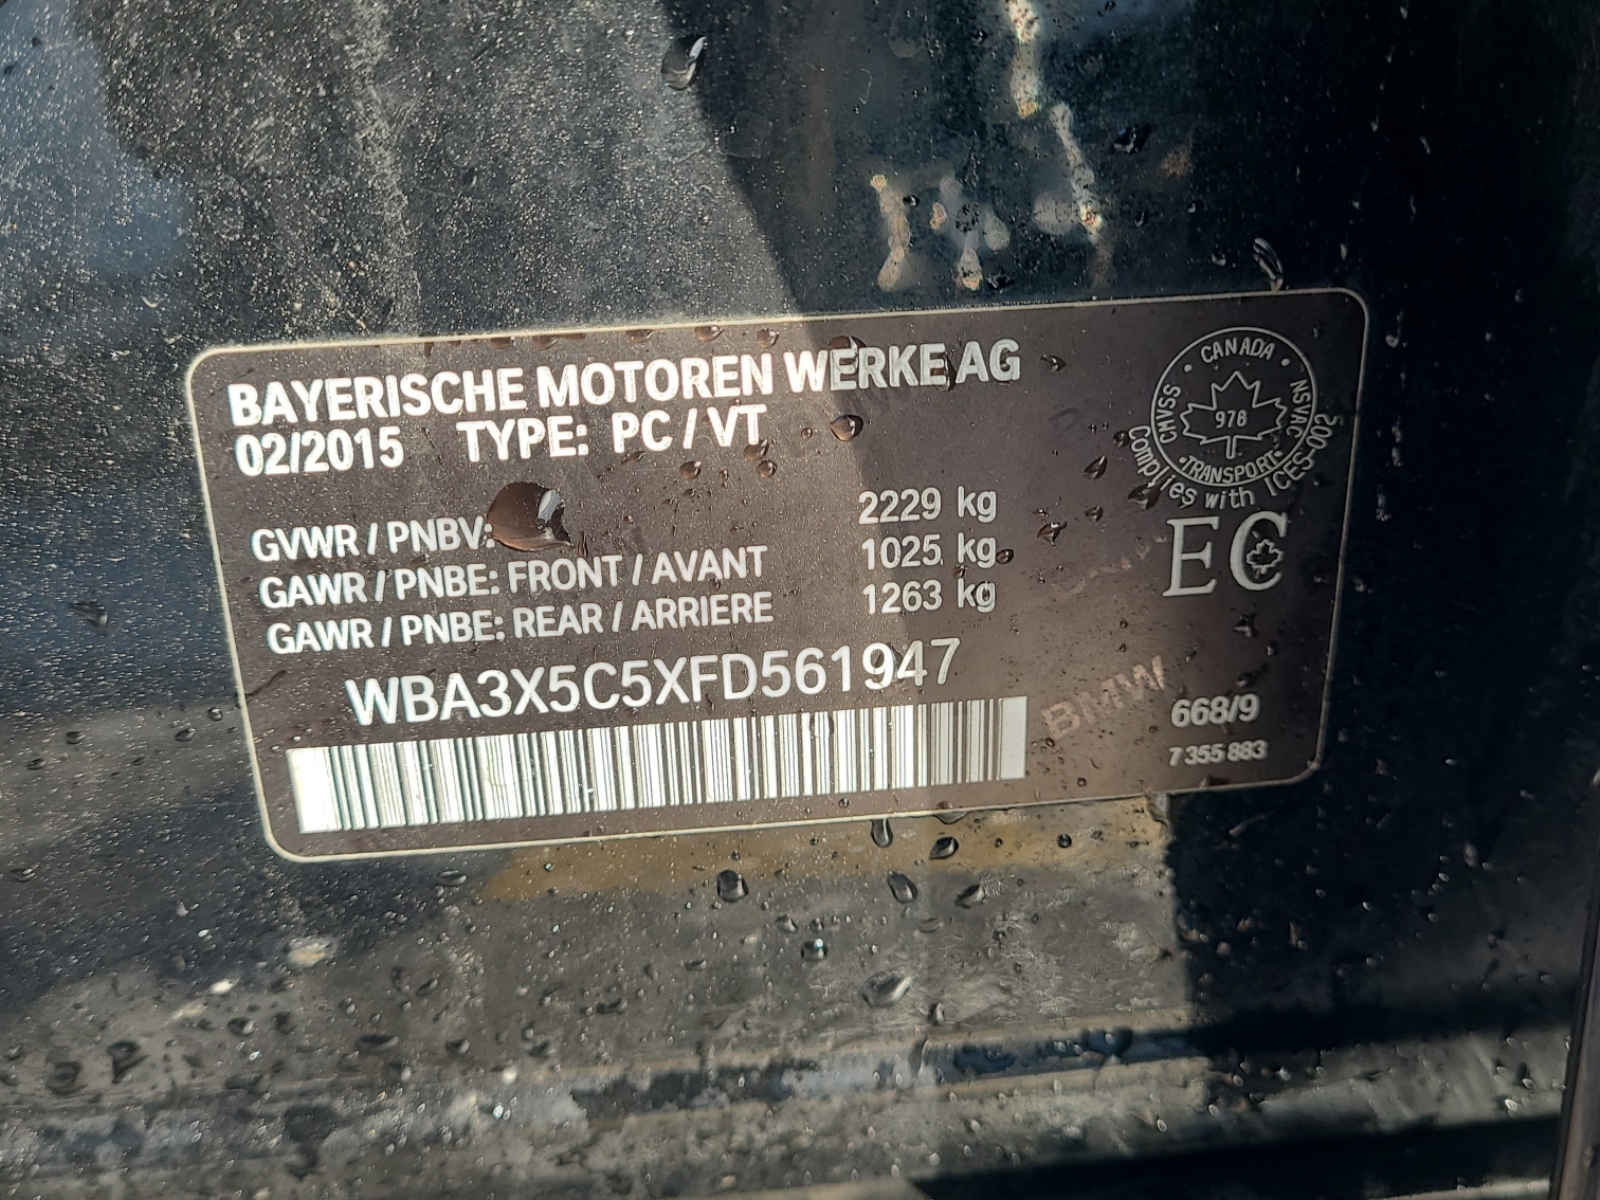 BAYERISCHE MOTOREN WERKE AG
02/2015 TYPE: PC / VT
GVWR / PNBV: 2229 kg
GAWR / PNBE: FRONT / AVANT 1025 kg
GAWR / PNBE: REAR / ARRIERE 1263 kg
WBA3X5C5XFD561947
CANADA
CMVSS
978
NSVAC
TRANSPORT
Complies with ICES-002
EC
BMW
668/9
7 355 883